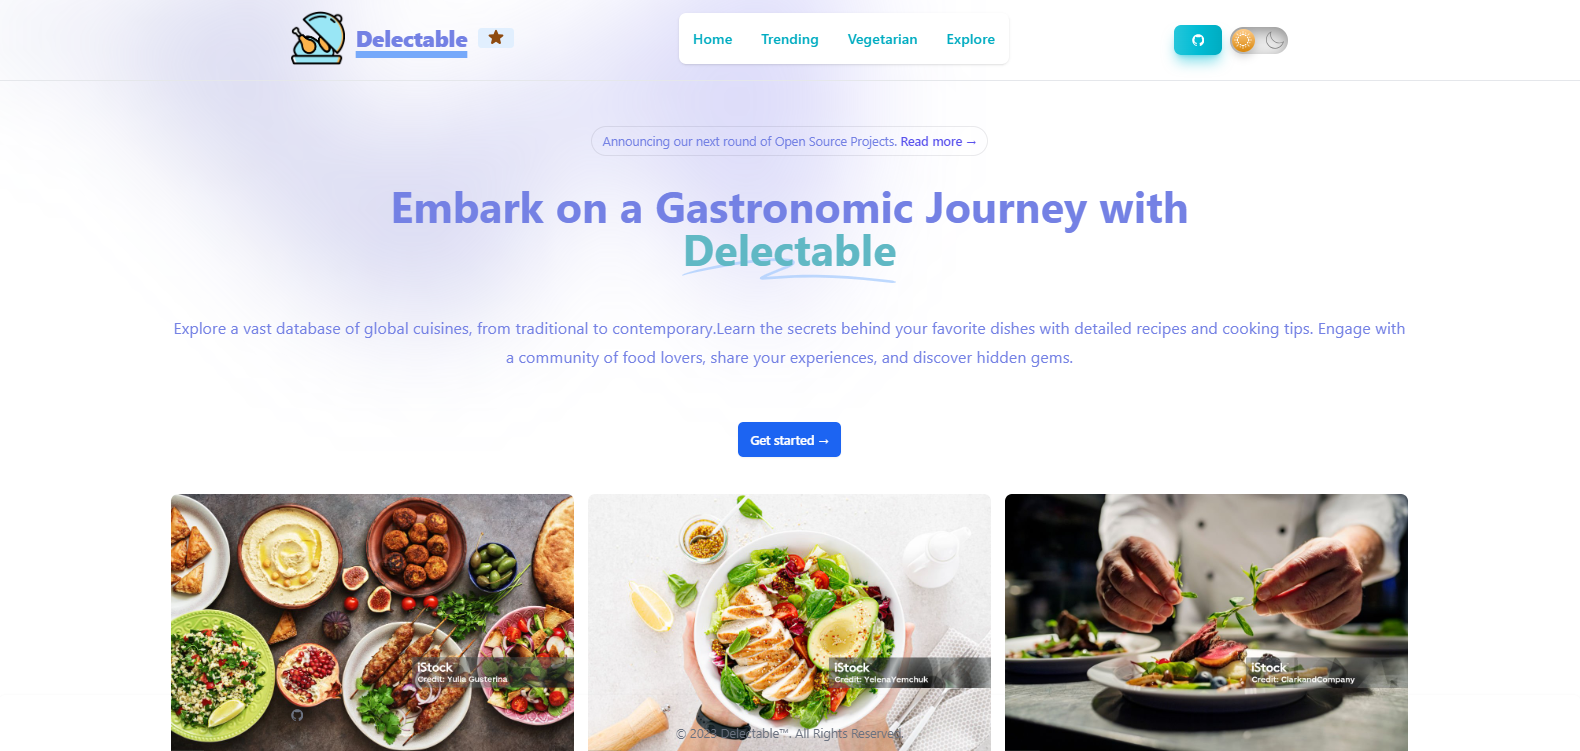 Delectable
Home Trending Vegetarian Explore
Announcing our next round of Open Source Projects. Read more →
Embark on a Gastronomic Journey with
Delectable
Explore a vast database of global cuisines, from traditional to contemporary.Learn the secrets behind your favorite dishes with detailed recipes and cooking tips. Engage with
a community of food lovers, share your experiences, and discover hidden gems.
Get started →
iStock
Credit: Yulia Gusterina
iStock
Credit: YelenaYemchuk
iStock
Credit: ClarkandCompany
© 2023 Delectable™. All Rights Reserved.